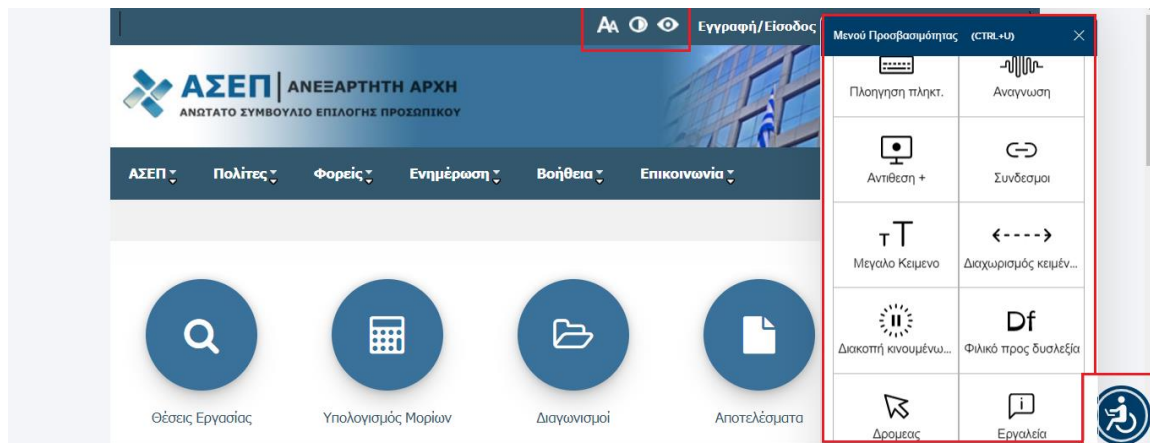 AA Εγγραφή/Είσοδος
ΑΣΕΠ ΑΝΕΞΑΡΤΗΤΗ ΑΡΧΗ
ΑΝΩΤΑΤΟ ΣΥΜΒΟΥΛΙΟ ΕΠΙΛΟΓΗΣ ΠΡΟΣΩΠΙΚΟΥ
ΑΣΕΠ Πολίτες Φορείς Ενημέρωση Βοήθεια Επικοινωνία
Θέσεις Εργασίας Υπολογισμός Μορίων Διαγωνισμοί Αποτελέσματα
Μενού Προσβασιμότητας (CTRL+U)
Πλοηγηση πληκτ. Αναγνωση
Αντιθεση + Συνδεσμοι
тT
Μεγαλο Κειμενο Διαχωρισμός κειμέν...
Df
Διακοπή κινουμένω... Φιλικό προς δυσλεξία
Δρομεας Εργαλεία